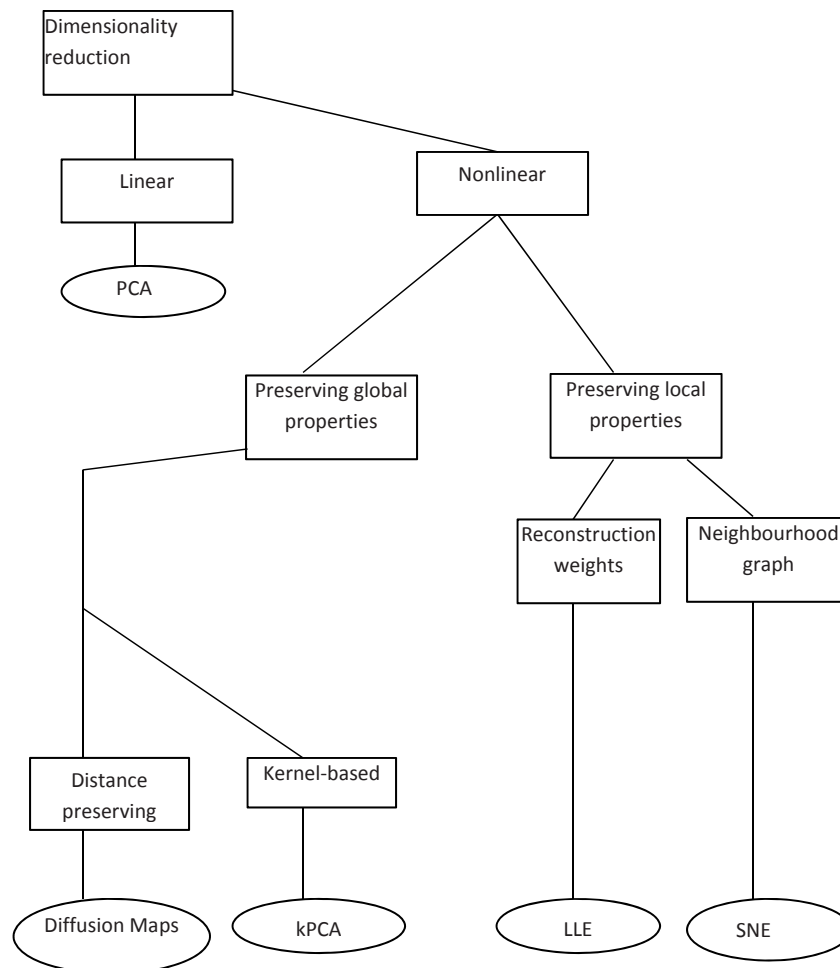 Dimensionality
reduction
Linear
Nonlinear
PCA
Preserving global
properties
Preserving local
properties
Reconstruction
weights
Neighbourhood
graph
Distance
preserving
Kernel-based
Diffusion Maps
kPCA
LLE
SNE